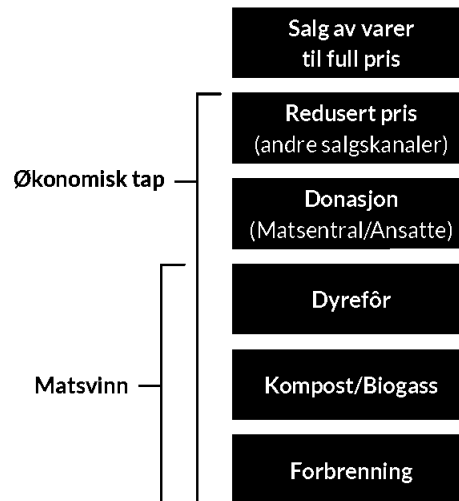 Salg av varer
til full pris
Redusert pris
(andre salgskanaler)
Økonomisk tap
Donasjon
(Matsentral/Ansatte)
Dyrefôr
Matsvinn
Kompost/Biogass
Forbrenning